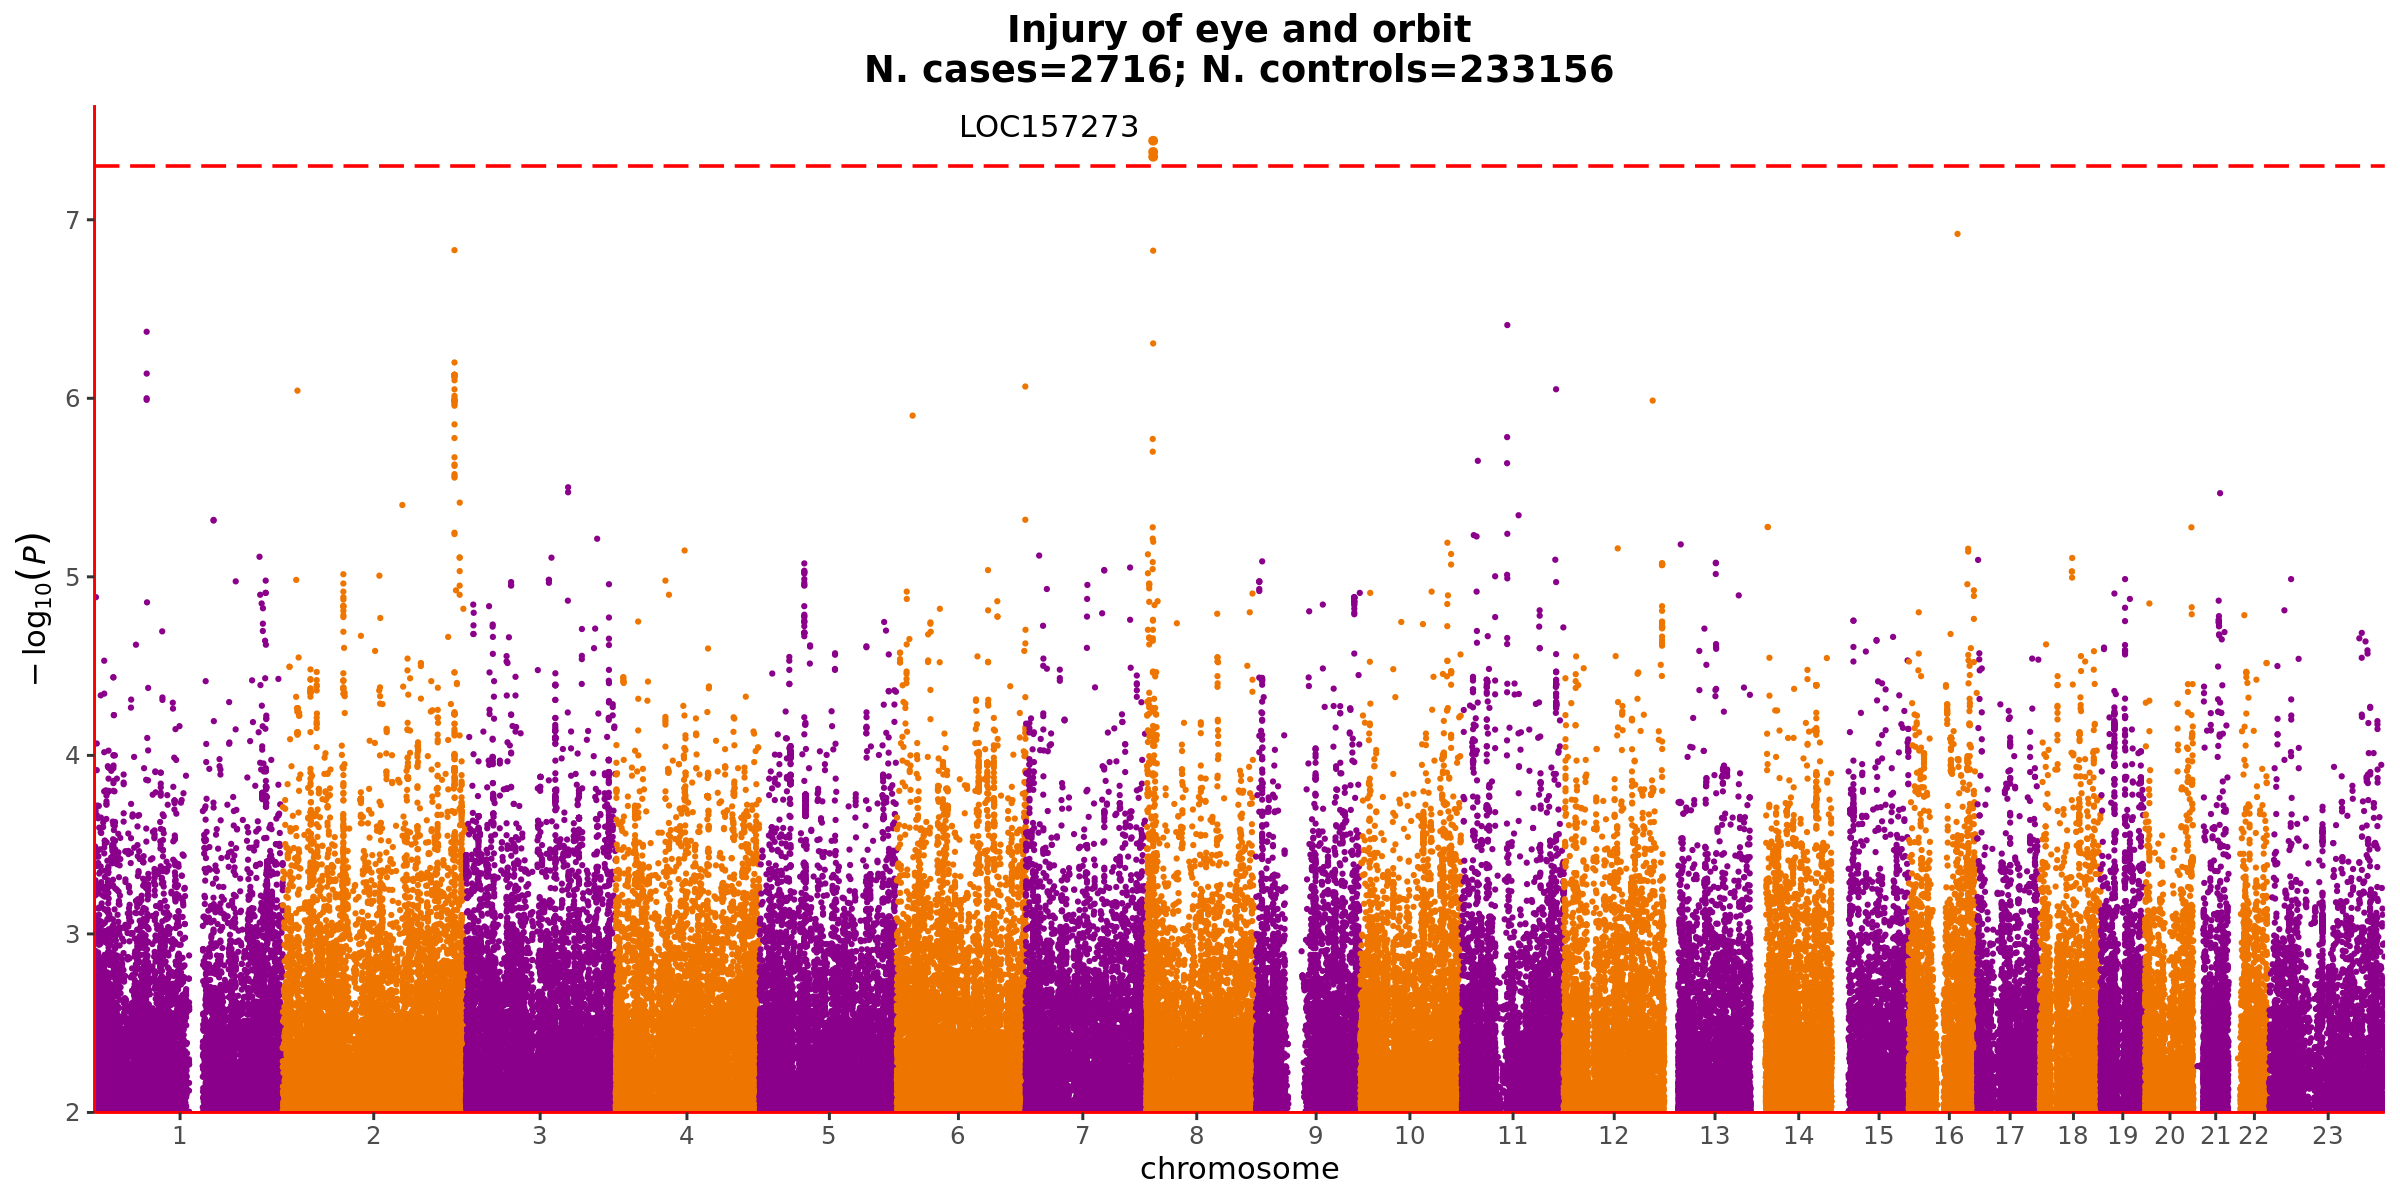 Injury of eye and orbit
N. cases=2716; N. controls=233156
LOC157273
7
6
5
4
3
2
−log10(P)
1 2 3 4 5 6 7 8 9 10 11 12 13 14 15 16 17 18 19 20 21 22 23
chromosome